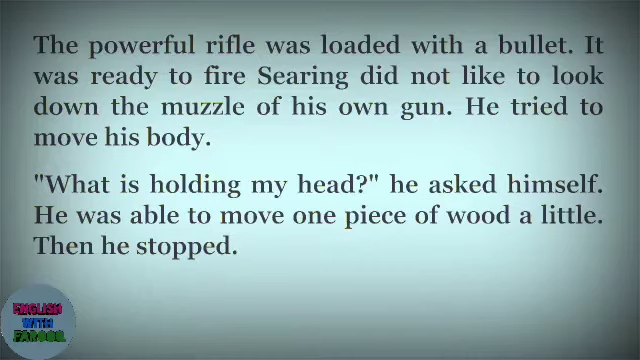 The powerful rifle was loaded with a bullet. It
was ready to fire Searing did not like to look
down the muzzle of his own gun. He tried to
move his body.
"What is holding my head?" he asked himself.
He was able to move one piece of wood a little.
Then he stopped.
ENGLISH
WITH
FAROOQ